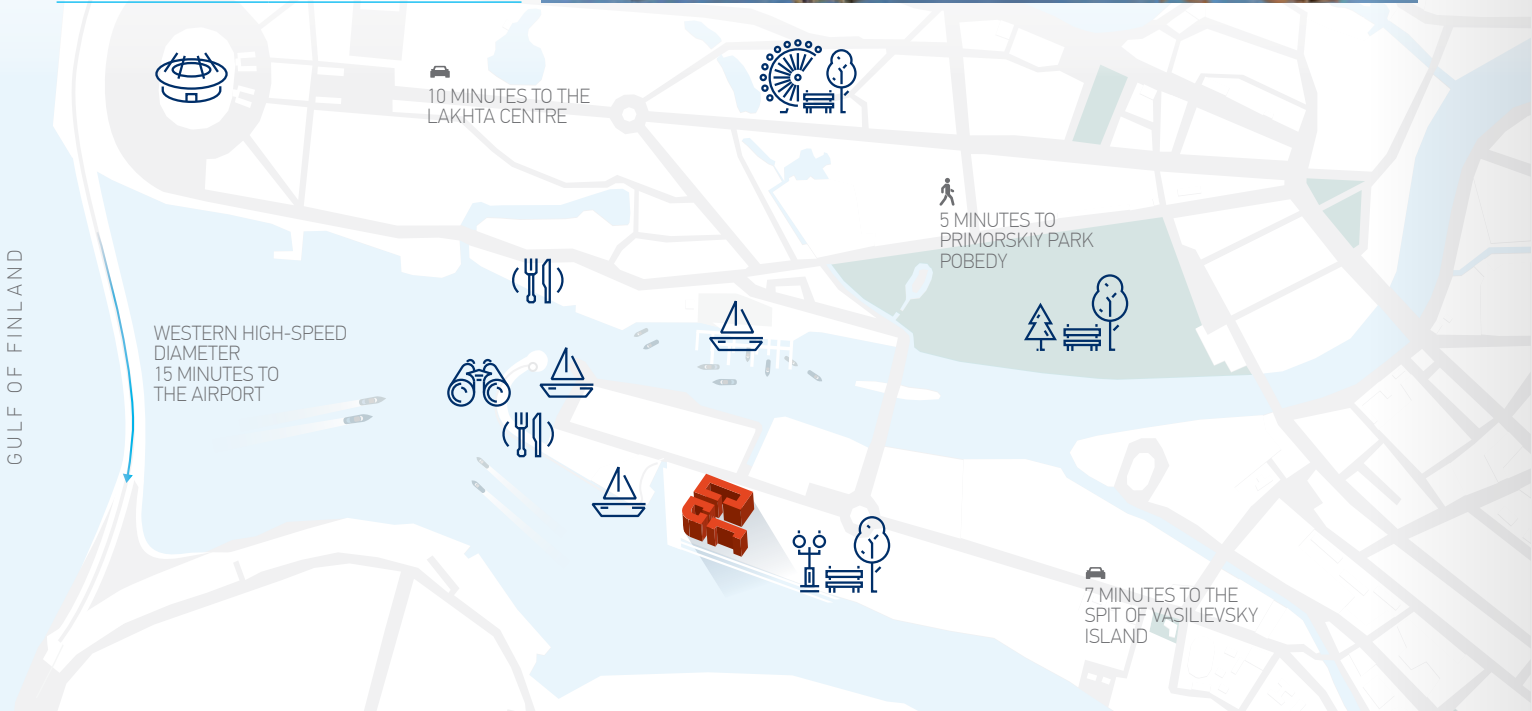 10 MINUTES TO THE
LAKHTA CENTRE
5 MINUTES TO
PRIMORSKIY PARK
POBEDY
GULF OF FINLAND
WESTERN HIGH-SPEED
DIAMETER
15 MINUTES TO
THE AIRPORT
7 MINUTES TO THE
SPIT OF VASILIEVSKY
ISLAND